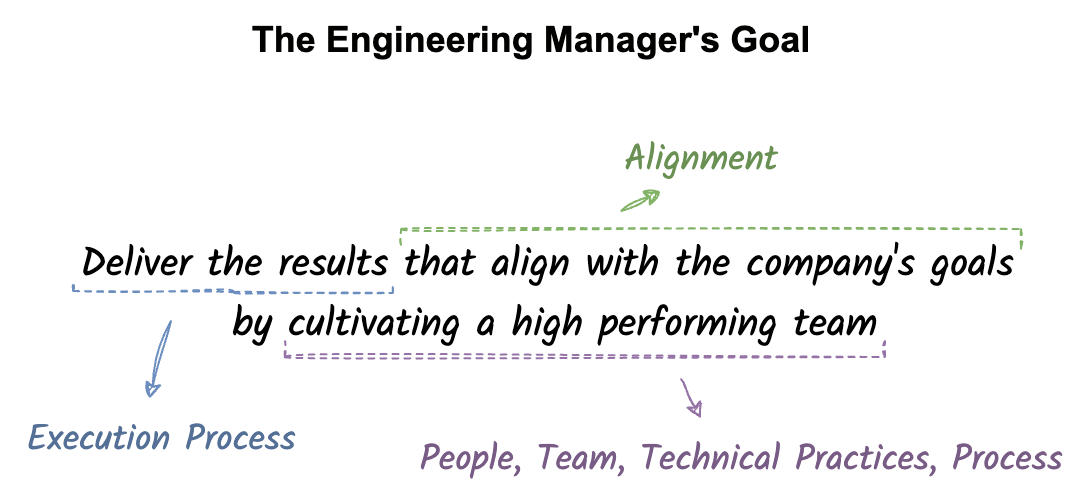 The Engineering Manager's Goal
Alignment
Deliver the results that align with the company's goals
by cultivating a high performing team
Execution Process
People, Team, Technical Practices, Process